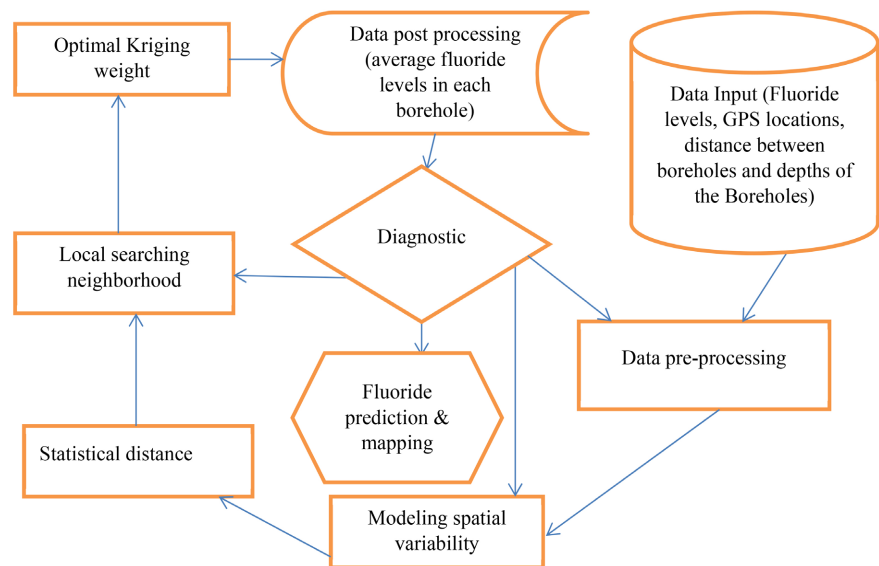 Optimal Kriging
weight
Data post processing
(average fluoride
levels in each
borehole)
Data Input (Fluoride
levels, GPS locations,
distance between
boreholes and depths of
the Boreholes)
Diagnostic
Local searching
neighborhood
Data pre-processing
Fluoride
prediction &
mapping
Statistical distance
Modeling spatial
variability